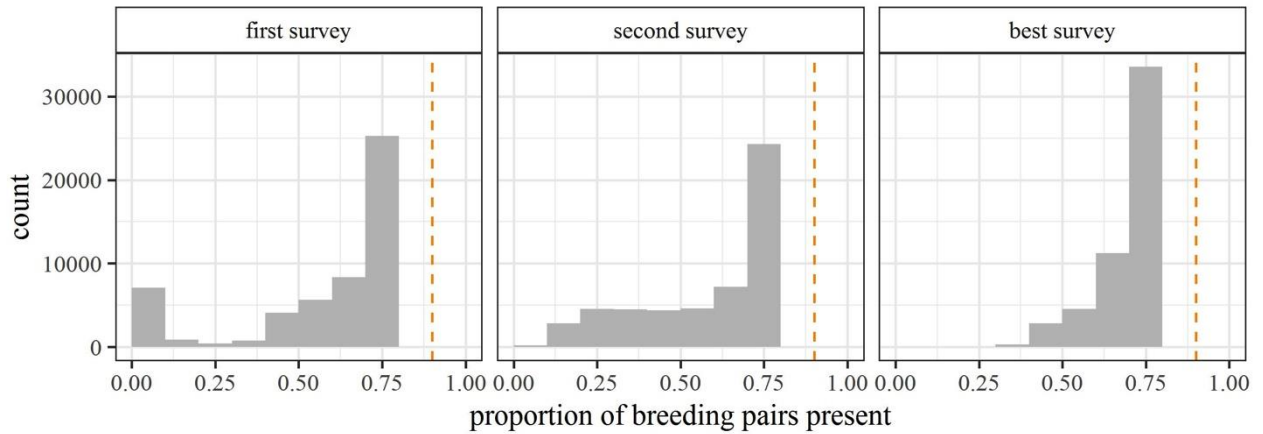 first survey second survey best survey
count
30000
20000
10000
0
0.00 0.25 0.50 0.75 1.00 0.00 0.25 0.50 0.75 1.00 0.00 0.25 0.50 0.75 1.00
proportion of breeding pairs present